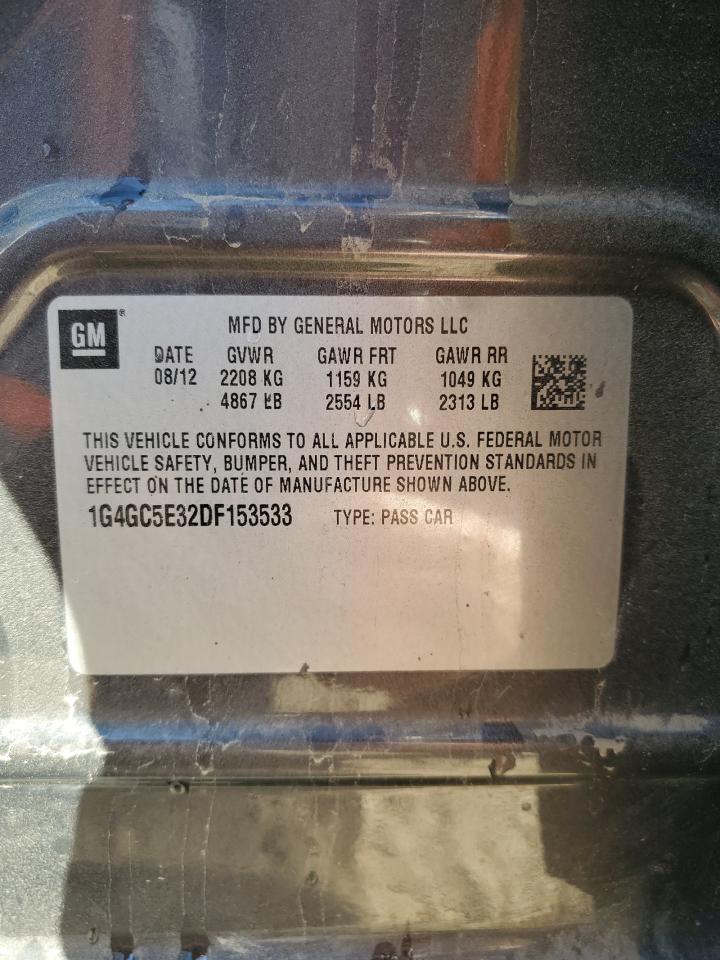 GM®
MFD BY GENERAL MOTORS LLC
DATE GVWR GAWR FRT GAWR RR
08/12 2208 KG 1159 KG 1049 KG
4867 LB 2554 LB 2313 LB
THIS VEHICLE CONFORMS TO ALL APPLICABLE U.S. FEDERAL MOTOR
VEHICLE SAFETY, BUMPER, AND THEFT PREVENTION STANDARDS IN
EFFECT ON THE DATE OF MANUFACTURE SHOWN ABOVE.
1G4GC5E32DF153533 TYPE: PASS CAR